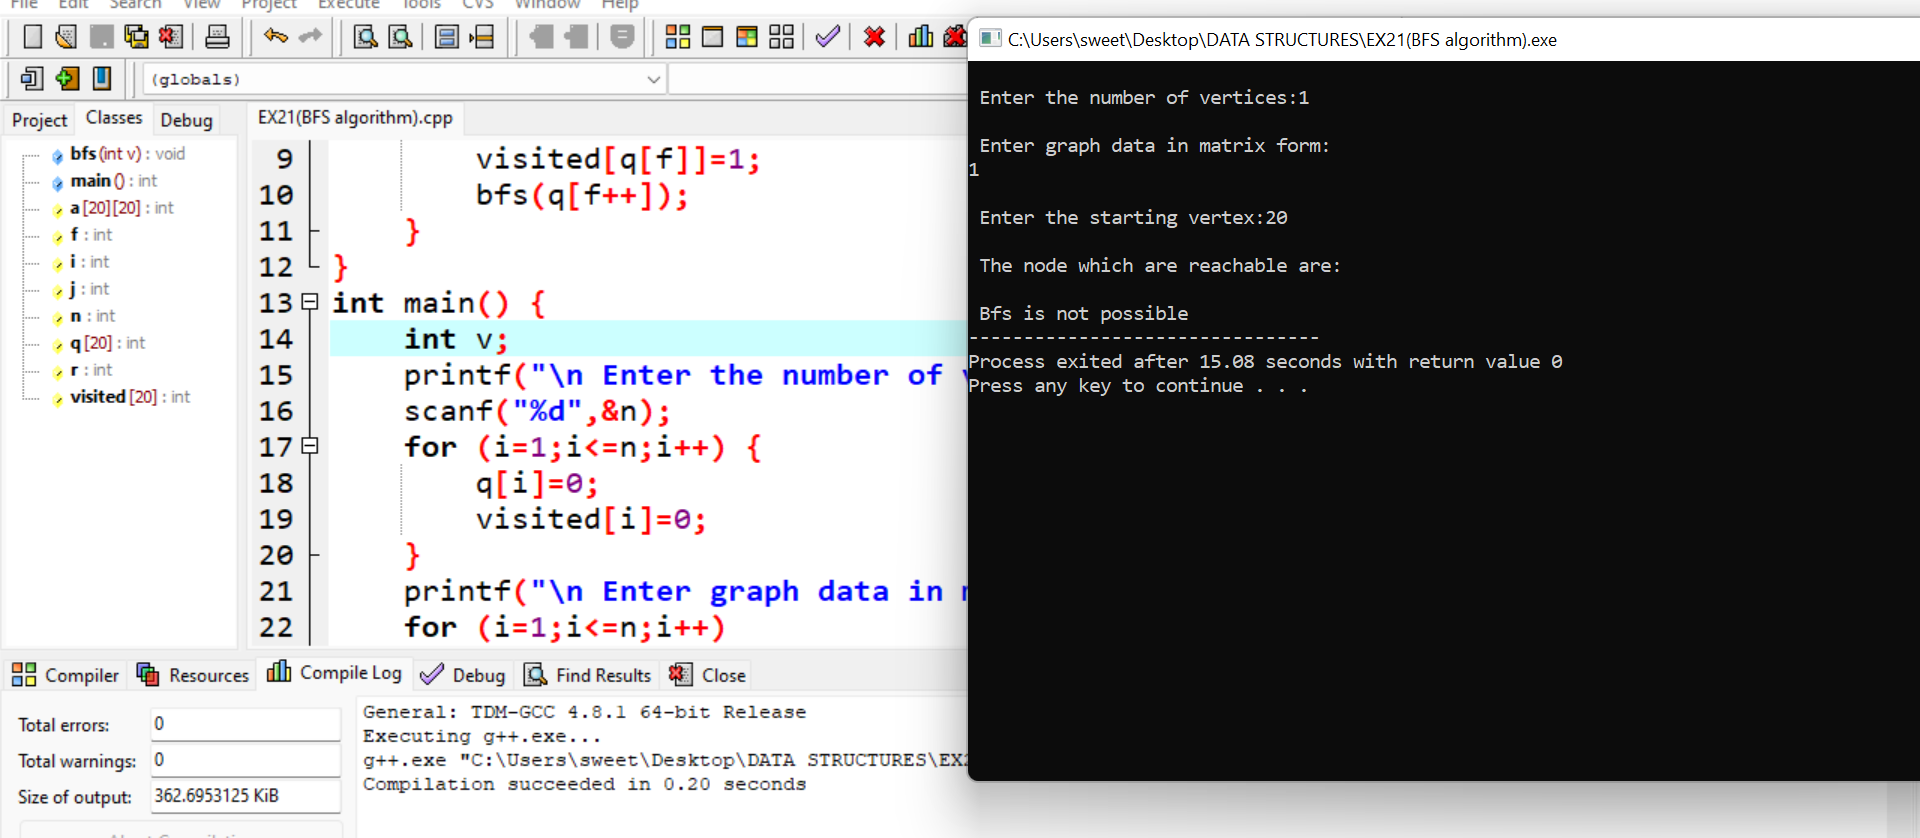 File Edit Search View Project Execute Tools CVS Window Help
(globals)
Project Classes Debug
bfs (int v) : void
main () : int
a [20][20] : int
f : int
i : int
j : int
n : int
q [20] : int
r : int
visited [20] : int
EX21(BFS algorithm).cpp
9 visited[q[f]]=1;
10 bfs(q[f++]);
11 }
12 }
13 int main() {
14 int v;
15 printf("\n Enter the number of
16 scanf("%d",&n);
17 for (i=1;i<=n;i++) {
18 q[i]=0;
19 visited[i]=0;
20 }
21 printf("\n Enter graph data in
22 for (i=1;i<=n;i++)
Compiler Resources Compile Log Debug Find Results Close
Total errors: 0
Total warnings: 0
Size of output: 362.6953125 KiB
General: TDM-GCC 4.8.1 64-bit Release
Executing g++.exe...
g++.exe "C:\Users\sweet\Desktop\DATA STRUCTURES\EX
Compilation succeeded in 0.20 seconds
C:\Users\sweet\Desktop\DATA STRUCTURES\EX21(BFS algorithm).exe
Enter the number of vertices:1
Enter graph data in matrix form:
1
Enter the starting vertex:20
The node which are reachable are:
Bfs is not possible
--------------------------------
Process exited after 15.08 seconds with return value 0
Press any key to continue . . .